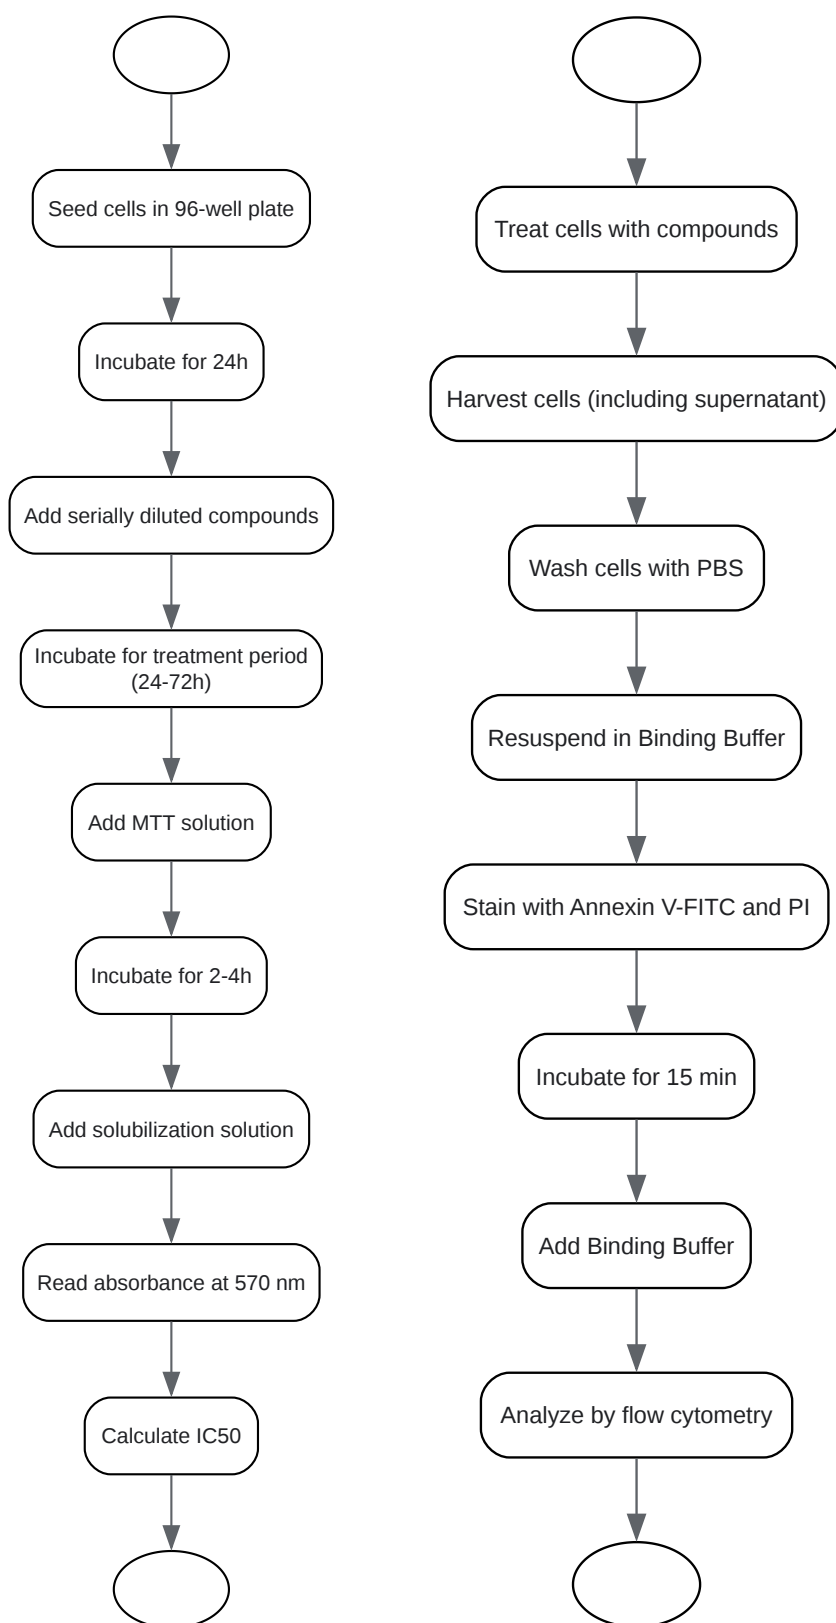 Seed cells in 96-well plate
Incubate for 24h
Add serially diluted compounds
Incubate for treatment period
(24-72h)
Add MTT solution
Incubate for 2-4h
Add solubilization solution
Read absorbance at 570 nm
Calculate IC50
Treat cells with compounds
Harvest cells (including supernatant)
Wash cells with PBS
Resuspend in Binding Buffer
Stain with Annexin V-FITC and PI
Incubate for 15 min
Add Binding Buffer
Analyze by flow cytometry